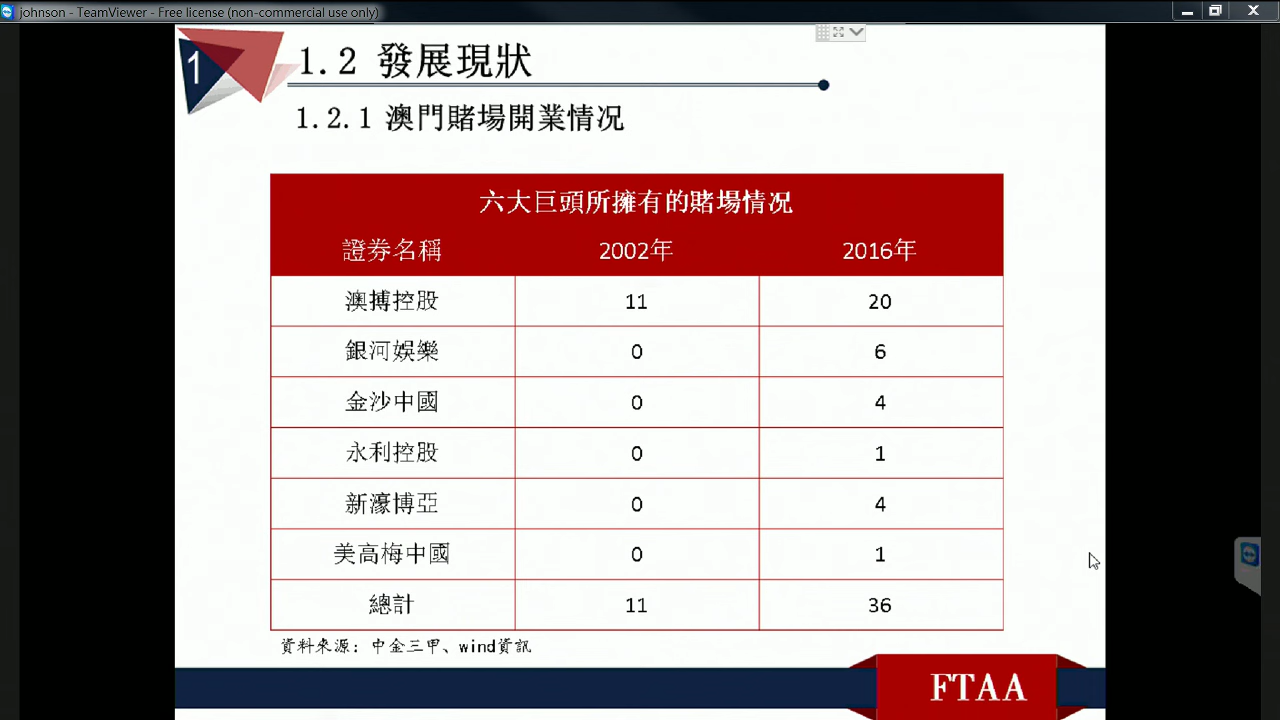 johnson - TeamViewer - Free license (non-commercial use only)
1
1.2 發展現狀
1.2.1 澳門賭場開業情况
六大巨頭所擁有的賭場情况
證券名稱 2002年 2016年
澳搏控股 11 20
銀河娛樂 0 6
金沙中國 0 4
永利控股 0 1
新濠博亞 0 4
美高梅中國 0 1
總計 11 36
資料來源：中金三甲、wind資訊
FTAA